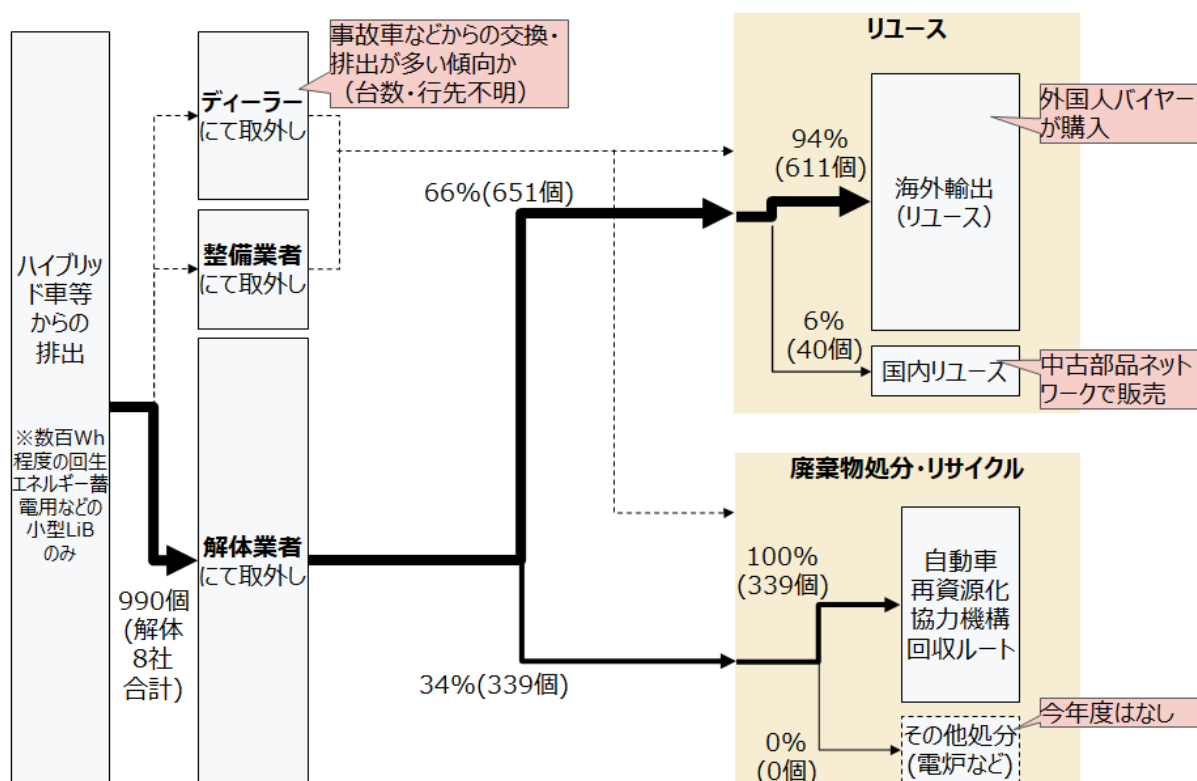 ハイブリッ
ド車等
からの
排出
※数百Wh
程度の回生
エネルギー蓄
電用などの
小型LiB
のみ
990個
(解体
8社
合計)
ディーラー
にて取外し
事故車などからの交換・
排出が多い傾向か
（台数・行先不明）
整備業者
にて取外し
解体業者
にて取外し
66%(651個)
34%(339個)
リユース
94%
(611個)
海外輸出
（リユース）
外国人バイヤー
が購入
6%
(40個)
国内リユース
中古部品ネット
ワークで販売
廃棄物処分・リサイクル
100%
(339個)
自動車
再資源化
協力機構
回収ルート
0%
(0個)
その他処分
(電炉など)
今年度はなし